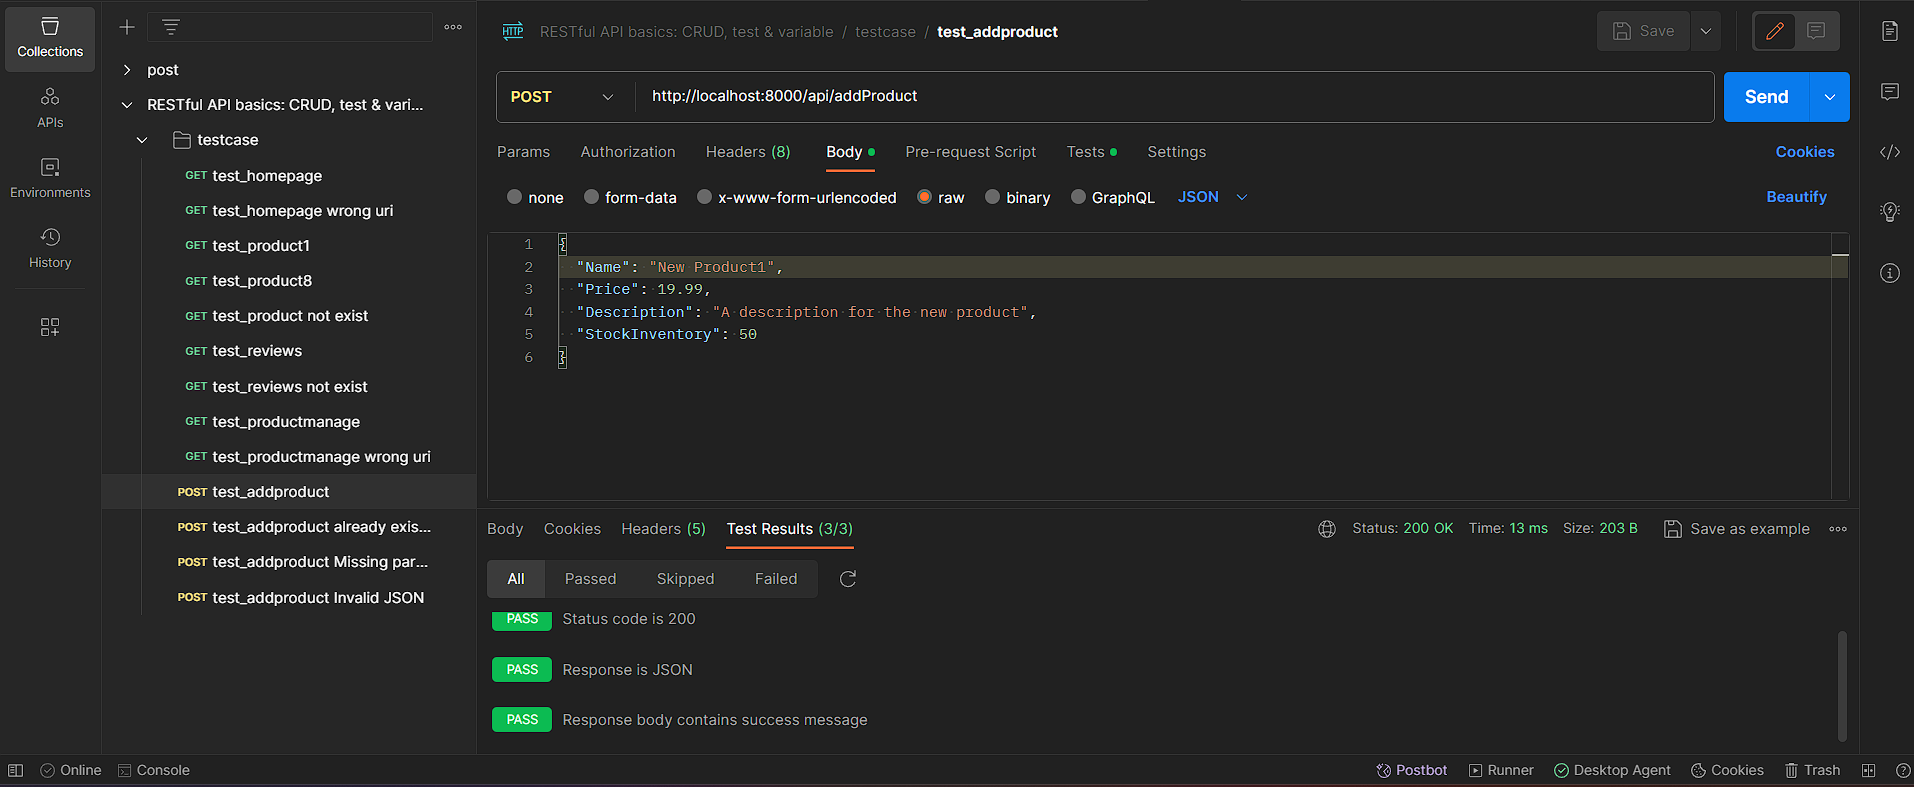 Collections
APIs
Environments
History
post
RESTful API basics: CRUD, test & vari...
testcase
GET test_homepage
GET test_homepage wrong uri
GET test_product1
GET test_product8
GET test_product not exist
GET test_reviews
GET test_reviews not exist
GET test_productmanage
GET test_productmanage wrong uri
POST test_addproduct
POST test_addproduct already exis...
POST test_addproduct Missing par...
POST test_addproduct Invalid JSON
HTTP RESTful API basics: CRUD, test & variable / testcase / test_addproduct
Save
POST http://localhost:8000/api/addProduct Send
Params Authorization Headers (8) Body Pre-request Script Tests Settings Cookies
none form-data x-www-form-urlencoded raw binary GraphQL JSON Beautify
1 {
2 "Name": "New Product1",
3 "Price": 19.99,
4 "Description": "A description for the new product",
5 "StockInventory": 50
6 }
Body Cookies Headers (5) Test Results (3/3) Status: 200 OK Time: 13 ms Size: 203 B Save as example
All Passed Skipped Failed
PASS Status code is 200
PASS Response is JSON
PASS Response body contains success message
Online Console Postbot Runner Desktop Agent Cookies Trash